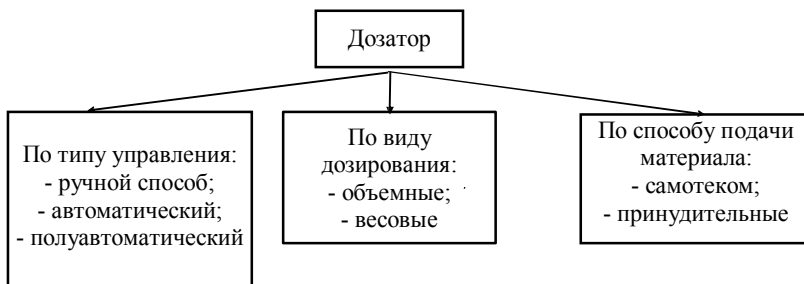 Дозатор
По типу управления:
- ручной способ;
- автоматический;
- полуавтоматический
По виду
дозирования:
- объемные;
- весовые
По способу подачи
материала:
- самотеком;
- принудительные